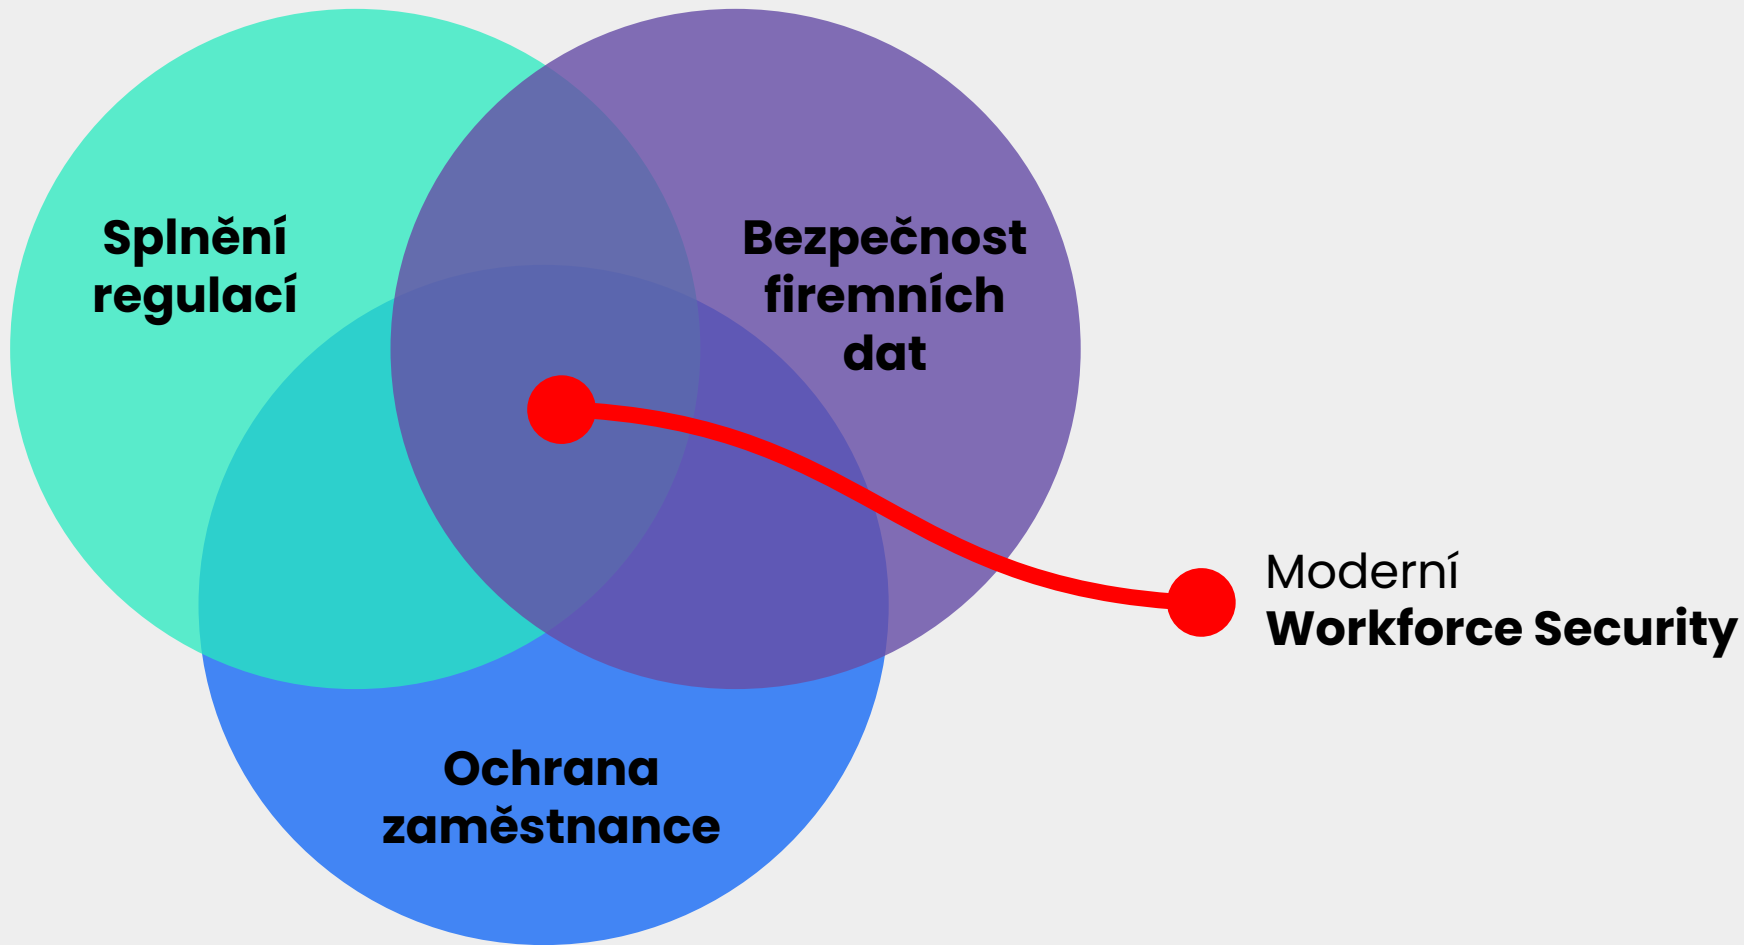 Splnění
regulací
Bezpečnost
firemních
dat
Moderní
Workforce Security
Ochrana
zaměstnance